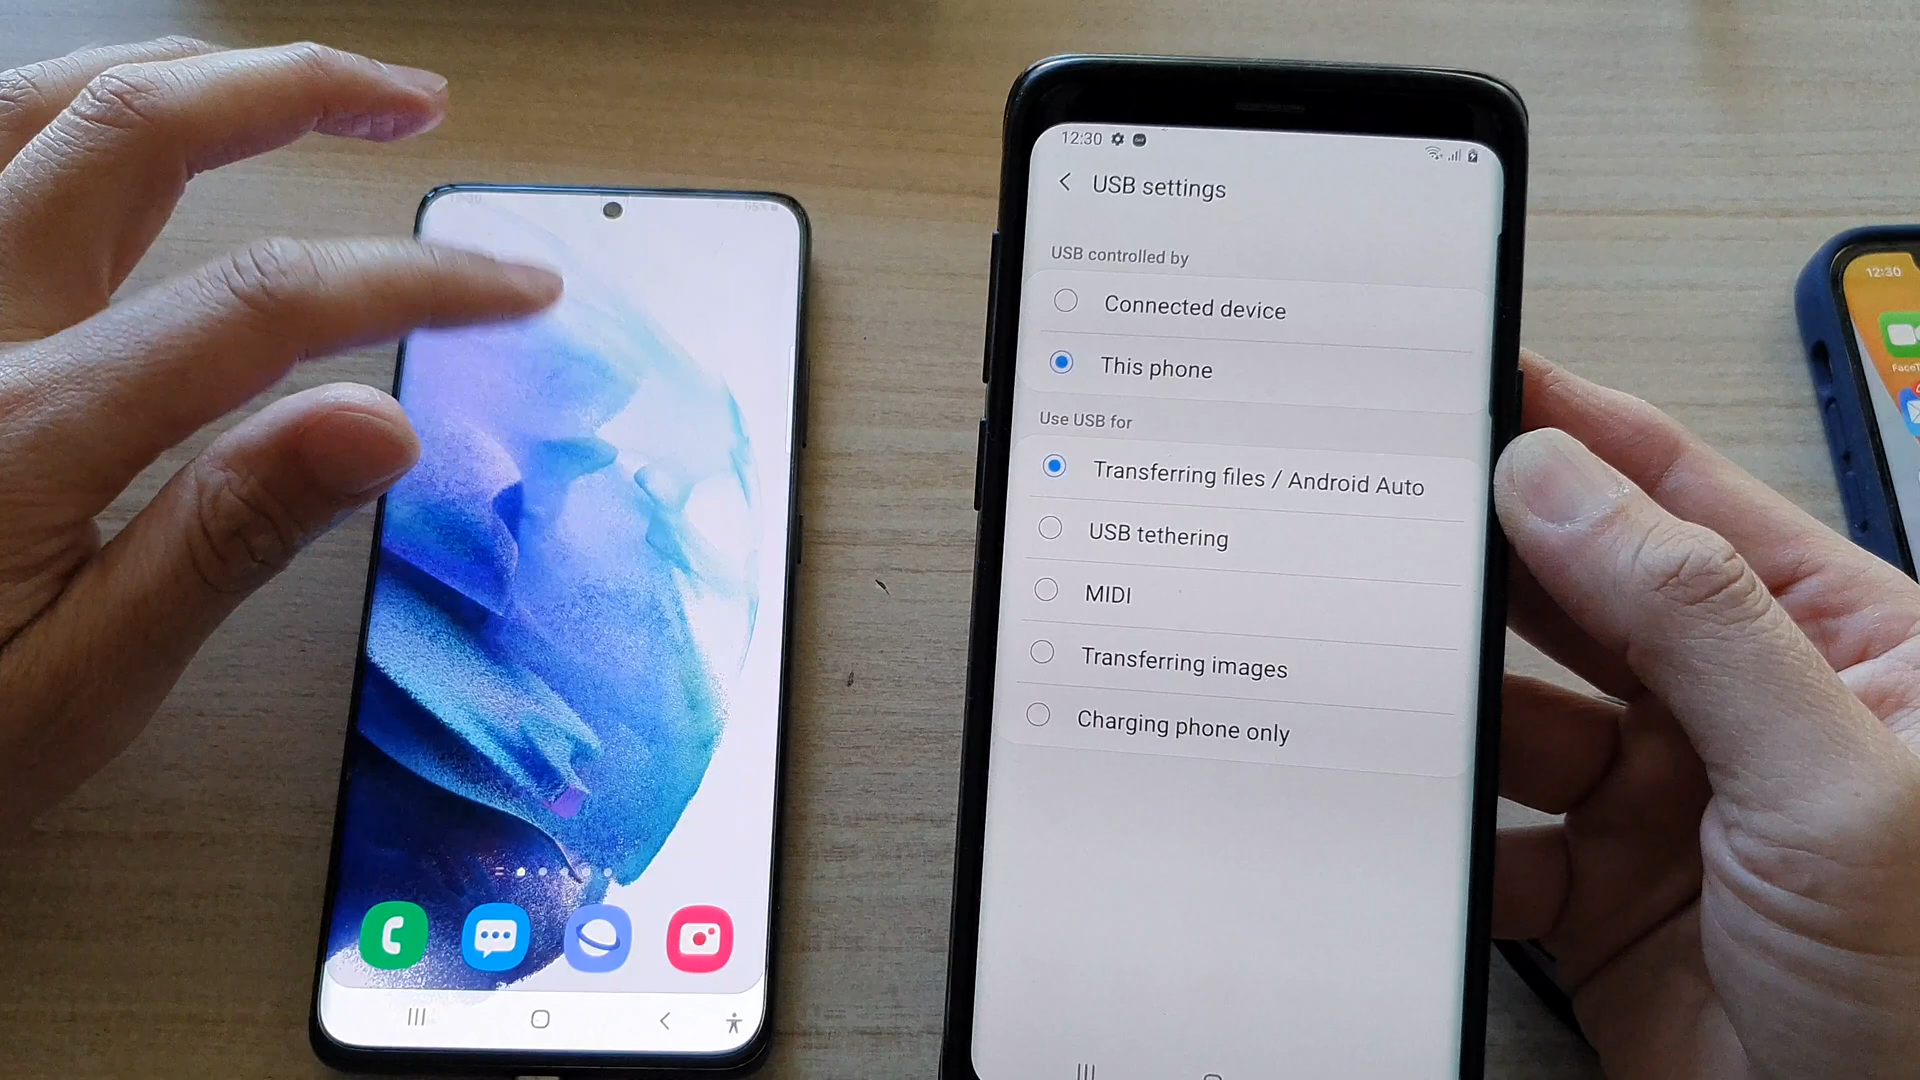 12:30
USB settings
USB controlled by
Connected device
This phone
Use USB for
Transferring files / Android Auto
USB tethering
MIDI
Transferring images
Charging phone only
12:30